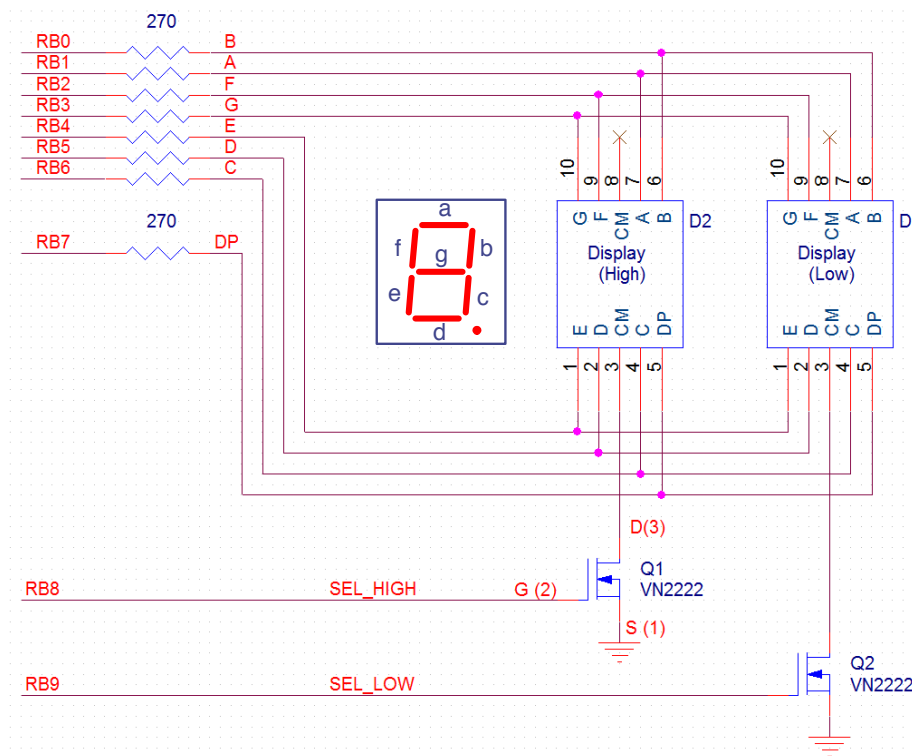 270
RB0 B
RB1 A
RB2 F
RB3 G
RB4 E
RB5 D
RB6 C
270
RB7 DP
a
f b
g
e c
d
10 9 8 7 6
G F CM A B
D2
Display
(High)
E D CM C DP
1 2 3 4 5
10 9 8 7 6
G F CM A B
D
Display
(Low)
E D CM C DP
1 2 3 4 5
D(3)
Q1
VN2222
RB8 SEL_HIGH G (2)
S (1)
Q2
VN2222
RB9 SEL_LOW